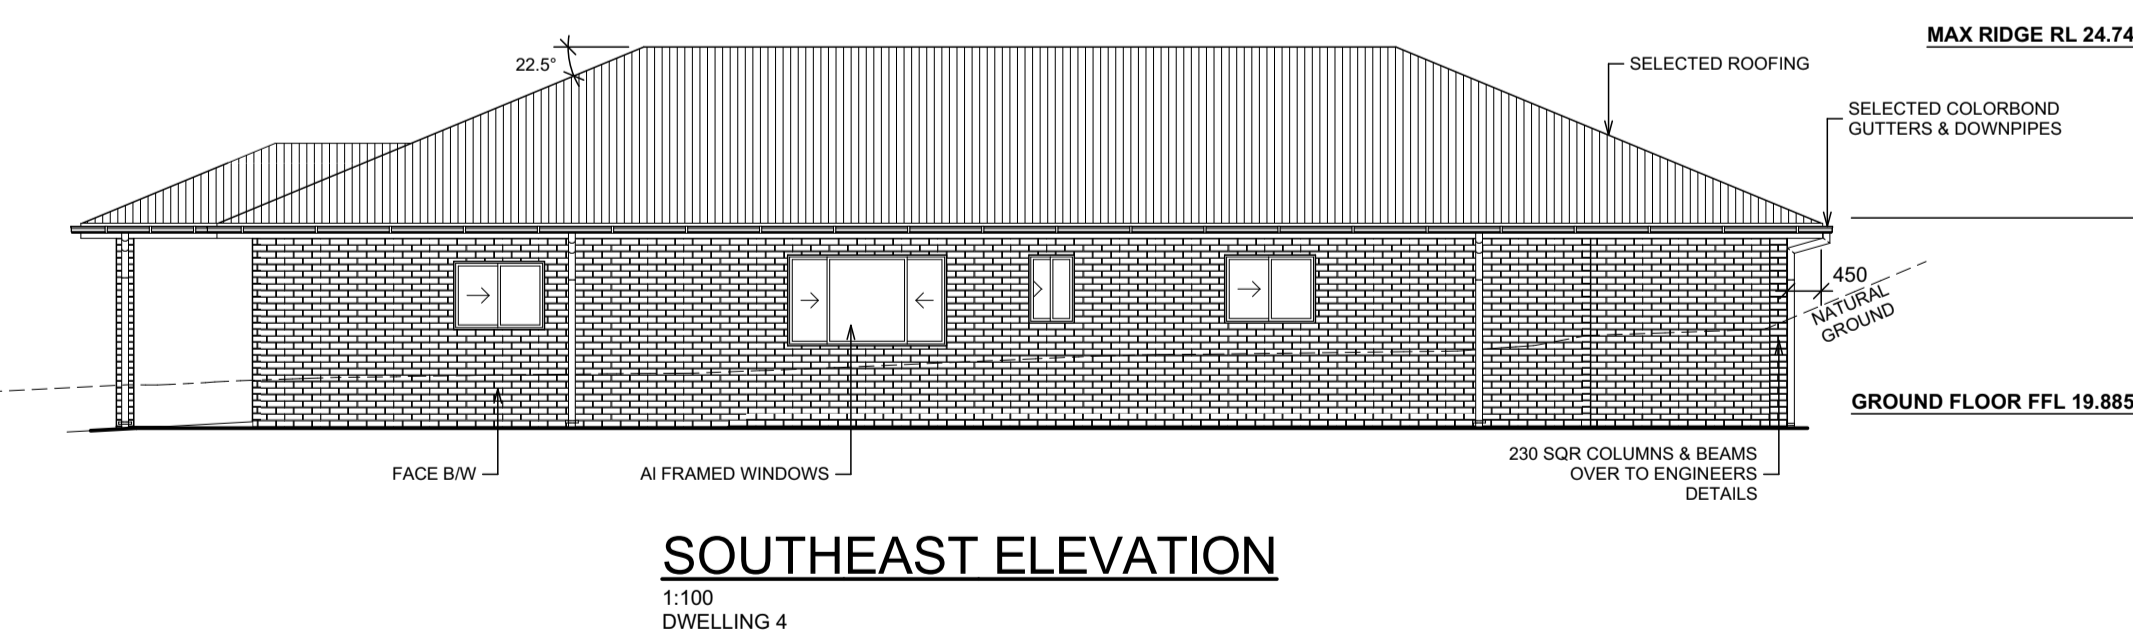 MAX RIDGE RL 24.74
22.5°
SELECTED ROOFING
SELECTED COLORBOND
GUTTERS & DOWNPIPES
450
NATURAL
GROUND
GROUND FLOOR FFL 19.885
FACE B/W
Al FRAMED WINDOWS
230 SQR COLUMNS & BEAMS
OVER TO ENGINEERS
DETAILS
SOUTHEAST ELEVATION
1:100
DWELLING 4